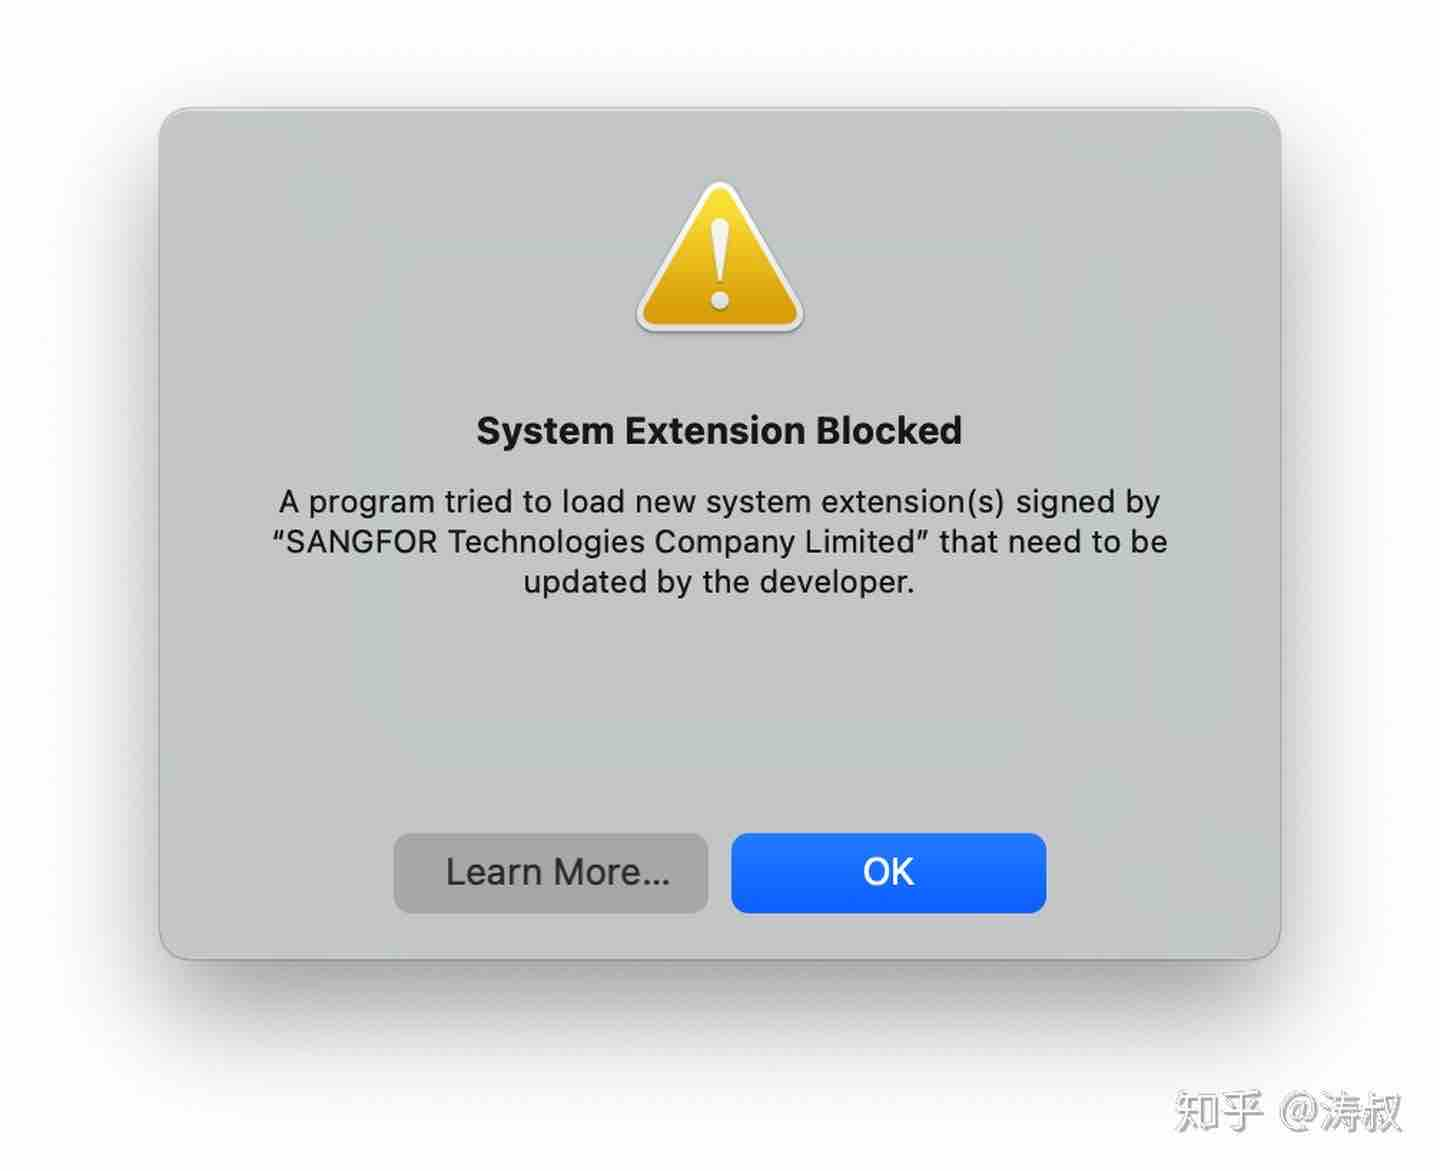 System Extension Blocked
A program tried to load new system extension(s) signed by
“SANGFOR Technologies Company Limited” that need to be
updated by the developer.
Learn More...
OK
知乎 @涛叔